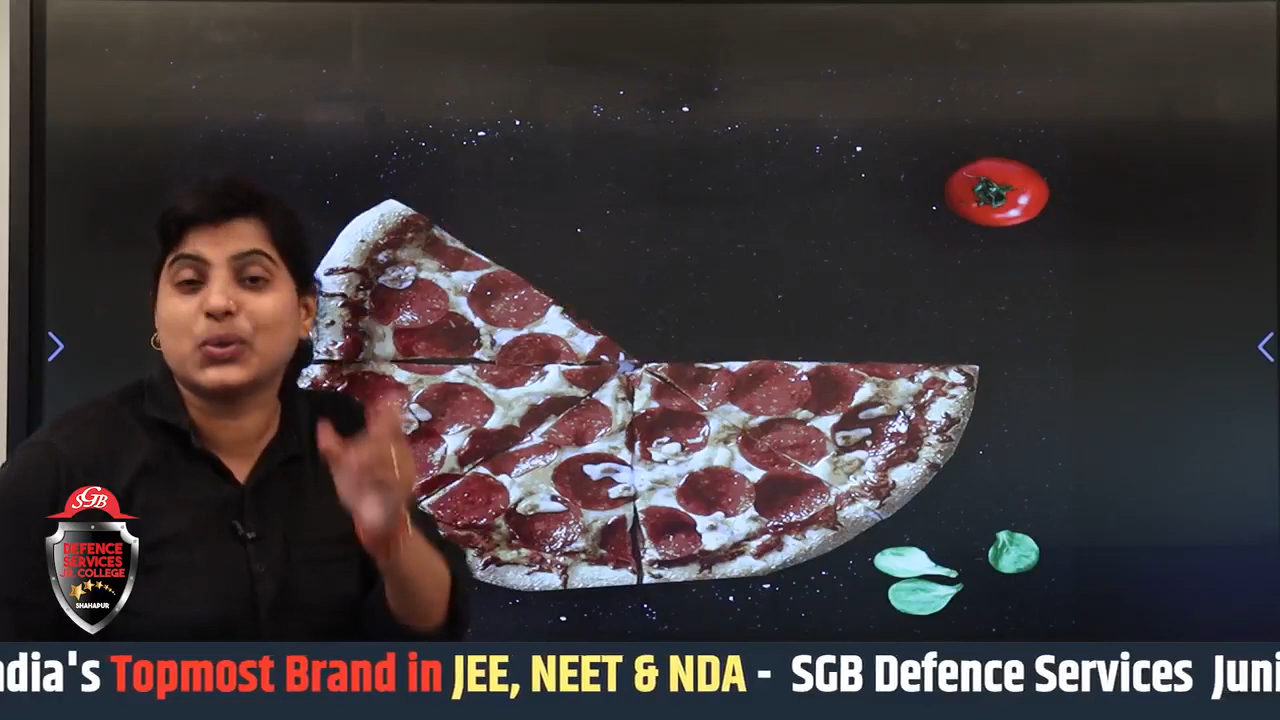 SGB
DEFENCE
SERVICES
JR. COLLEGE
SHAHAPUR
ndia's Topmost Brand in JEE, NEET & NDA - SGB Defence Services Juni